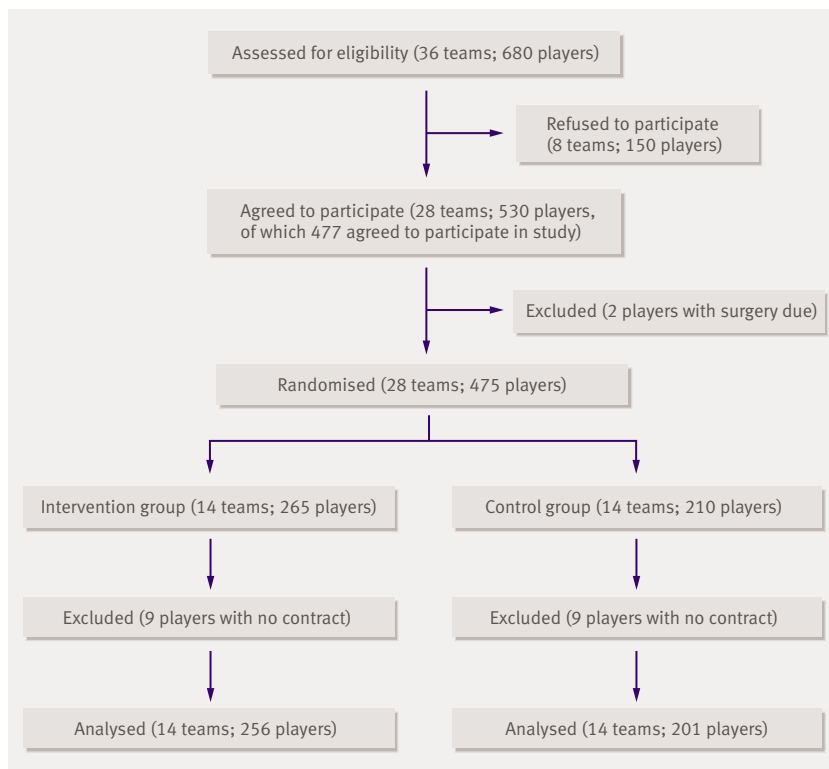 Assessed for eligibility (36 teams; 680 players)
Refused to participate
(8 teams; 150 players)
Agreed to participate (28 teams; 530 players,
of which 477 agreed to participate in study)
Excluded (2 players with surgery due)
Randomised (28 teams; 475 players)
Intervention group (14 teams; 265 players)
Control group (14 teams; 210 players)
Excluded (9 players with no contract)
Excluded (9 players with no contract)
Analysed (14 teams; 256 players)
Analysed (14 teams; 201 players)